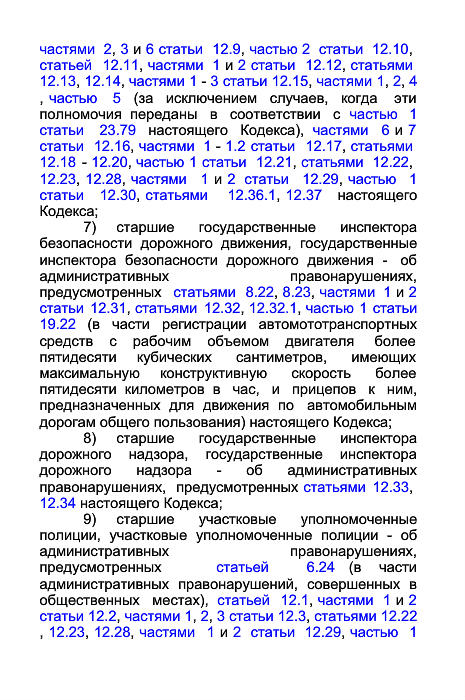 частями 2, 3 и 6 статьи 12.9, частью 2 статьи 12.10,
статьей 12.11, частями 1 и 2 статьи 12.12, статьями
12.13, 12.14, частями 1 - 3 статьи 12.15, частями 1, 2, 4
, частью 5 (за исключением случаев, когда эти
полномочия переданы в соответствии с частью 1
статьи 23.79 настоящего Кодекса), частями 6 и 7
статьи 12.16, частями 1 - 1.2 статьи 12.17, статьями
12.18 - 12.20, частью 1 статьи 12.21, статьями 12.22,
12.23, 12.28, частями 1 и 2 статьи 12.29, частью 1
статьи 12.30, статьями 12.36.1, 12.37 настоящего
Кодекса;
7) старшие государственные инспектора
безопасности дорожного движения, государственные
инспектора безопасности дорожного движения - об
административных правонарушениях,
предусмотренных статьями 8.22, 8.23, частями 1 и 2
статьи 12.31, статьями 12.32, 12.32.1, частью 1 статьи
19.22 (в части регистрации автомототранспортных
средств с рабочим объемом двигателя более
пятидесяти кубических сантиметров, имеющих
максимальную конструктивную скорость более
пятидесяти километров в час, и прицепов к ним,
предназначенных для движения по автомобильным
дорогам общего пользования) настоящего Кодекса;
8) старшие государственные инспектора
дорожного надзора, государственные инспектора
дорожного надзора - об административных
правонарушениях, предусмотренных статьями 12.33,
12.34 настоящего Кодекса;
9) старшие участковые уполномоченные
полиции, участковые уполномоченные полиции - об
административных правонарушениях,
предусмотренных статьей 6.24 (в части
административных правонарушений, совершенных в
общественных местах), статьей 12.1, частями 1 и 2
статьи 12.2, частями 1, 2, 3 статьи 12.3, статьями 12.22
, 12.23, 12.28, частями 1 и 2 статьи 12.29, частью 1